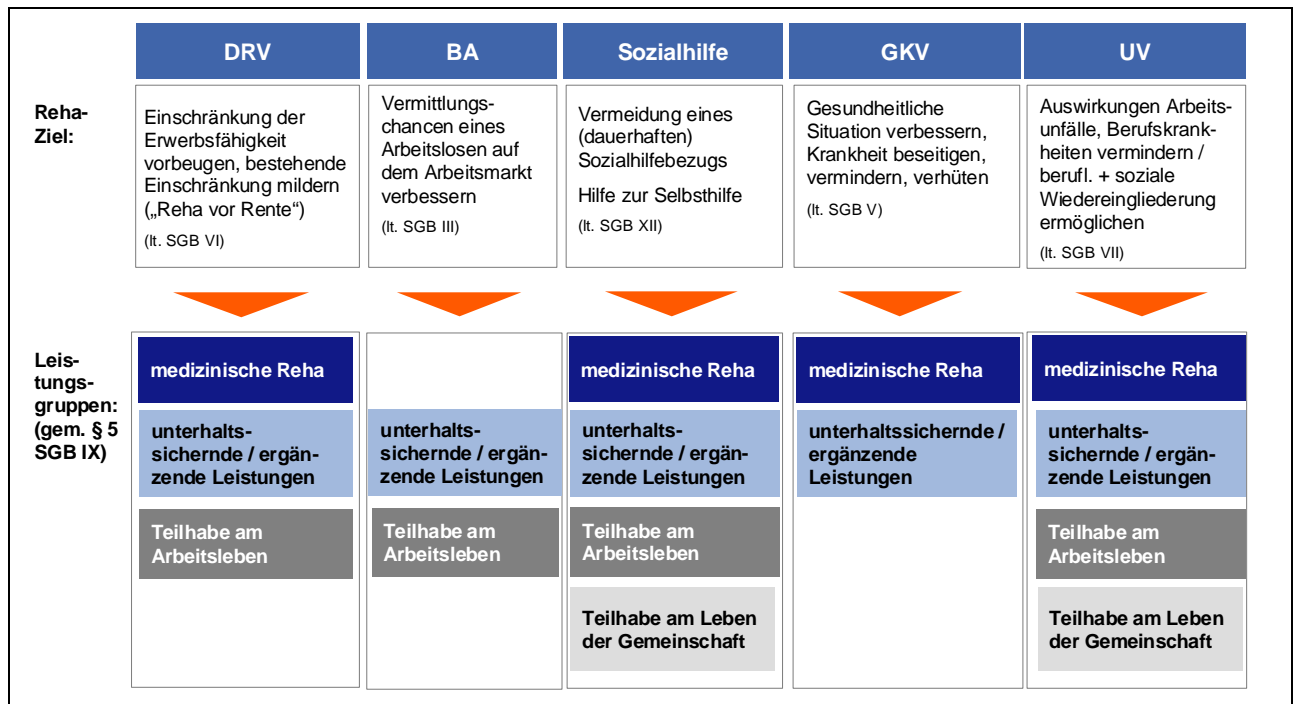 DRV
BA
Sozialhilfe
GKV
UV
Reha-
Ziel:
Einschränkung der
Erwerbsfähigkeit
vorbeugen, bestehende
Einschränkung mildern
(„Reha vor Rente“)
(lt. SGB VI)
Vermittlungs-
chancen eines
Arbeitslosen auf
dem Arbeitsmarkt
verbessern
(lt. SGB III)
Vermeidung eines
(dauerhaften)
Sozialhilfebezugs
Hilfe zur Selbsthilfe
(lt. SGB XII)
Gesundheitliche
Situation verbessern,
Krankheit beseitigen,
vermindern, verhüten
(lt. SGB V)
Auswirkungen Arbeits-
unfälle, Berufskrank-
heiten vermindern /
berufl. + soziale
Wiedereingliederung
ermöglichen
(lt. SGB VII)
Leis-
tungs-
gruppen:
(gem. § 5
SGB IX)
medizinische Reha
unterhalts-
sichernde / ergän-
zende Leistungen
Teilhabe am
Arbeitsleben
unterhalts-
sichernde / ergän-
zende Leistungen
Teilhabe am
Arbeitsleben
medizinische Reha
unterhalts-
sichernde / ergän-
zende Leistungen
Teilhabe am
Arbeitsleben
Teilhabe am Leben
der Gemeinschaft
medizinische Reha
unterhaltssichernde /
ergänzende
Leistungen
medizinische Reha
unterhalts-
sichernde / ergän-
zende Leistungen
Teilhabe am
Arbeitsleben
Teilhabe am Leben
der Gemeinschaft